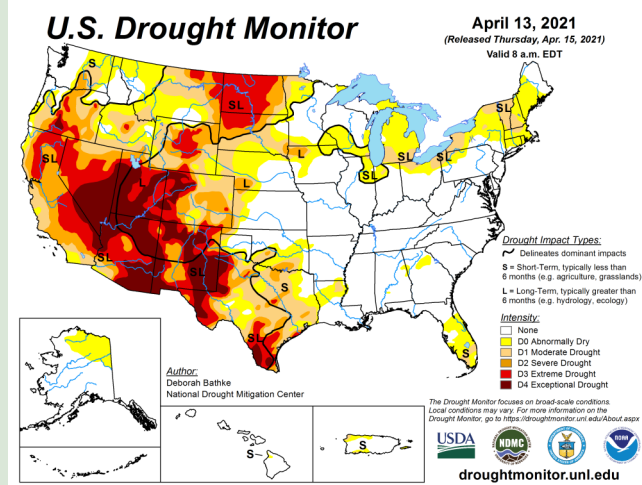 U.S. Drought Monitor
April 13, 2021
(Released Thursday, Apr. 15, 2021)
Valid 8 a.m. EDT
S
SL
SL
SL
SL
SL
L
SL
L
L
L
SL
SL
S
SL
S
Drought Impact Types:
Delineates dominant impacts
S = Short-Term, typically less than
6 months (e.g. agriculture, grasslands)
L = Long-Term, typically greater than
6 months (e.g. hydrology, ecology)
Intensity:
None
D0 Abnormally Dry
D1 Moderate Drought
D2 Severe Drought
D3 Extreme Drought
D4 Exceptional Drought
Author:
Deborah Bathke
National Drought Mitigation Center
S
S
The Drought Monitor focuses on broad-scale conditions.
Local conditions may vary. For more information on the
Drought Monitor, go to https://droughtmonitor.unl.edu/About.aspx
USDA
NDMC
NOAA
droughtmonitor.unl.edu